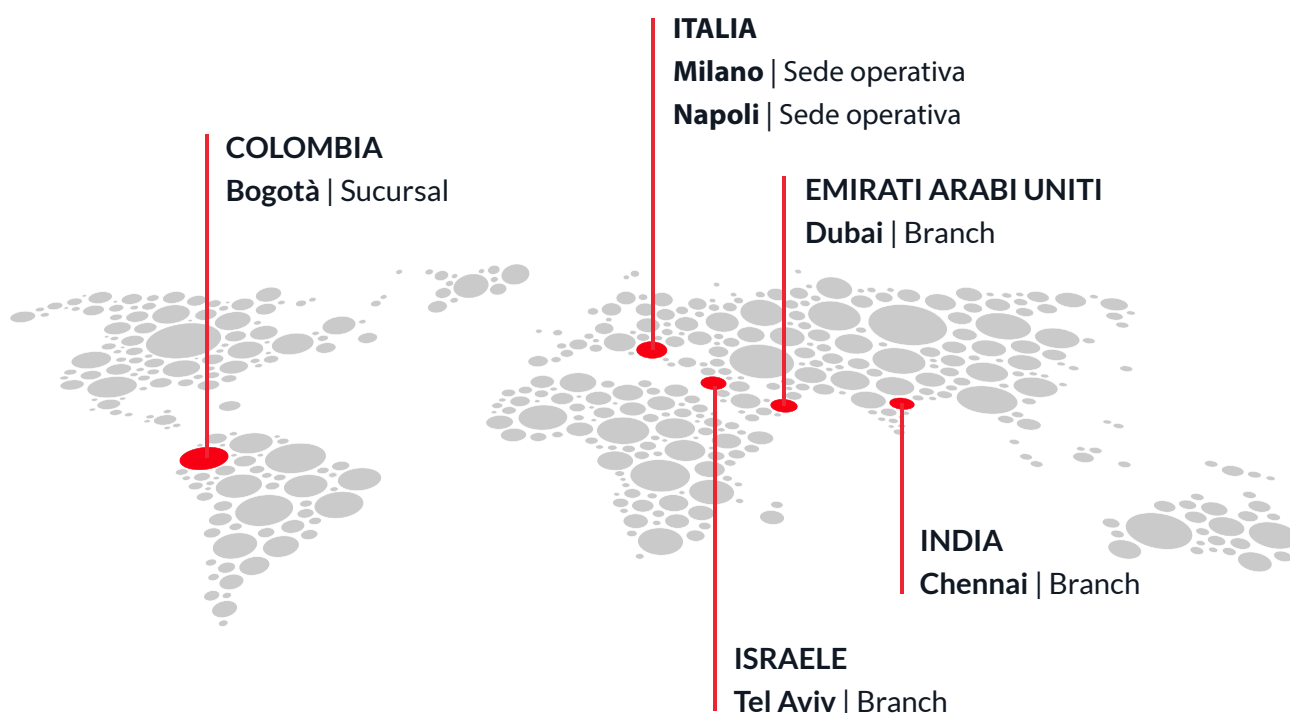 ITALIA
Milano | Sede operativa
Napoli | Sede operativa
COLOMBIA
Bogotà | Sucursal
EMIRATI ARABI UNITI
Dubai | Branch
INDIA
Chennai | Branch
ISRAELE
Tel Aviv | Branch